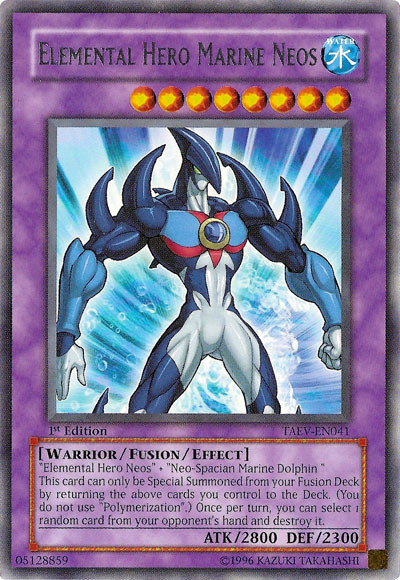 ELEMENTAL HERO MARINE NEOS
WATER
水
1st Edition
TAEV-EN041
[WARRIOR/FUSION/EFFECT]
"Elemental Hero Neos" + "Neo-Spacian Marine Dolphin "
This card can only be Special Summoned from your Fusion Deck
by returning the above cards you control to the Deck. (You
do not use "Polymerization".) Once per turn, you can select 1
random card from your opponent's hand and destroy it.
ATK/2800 DEF/2300
05128859
©1996 KAZUKI TAKAHASHI